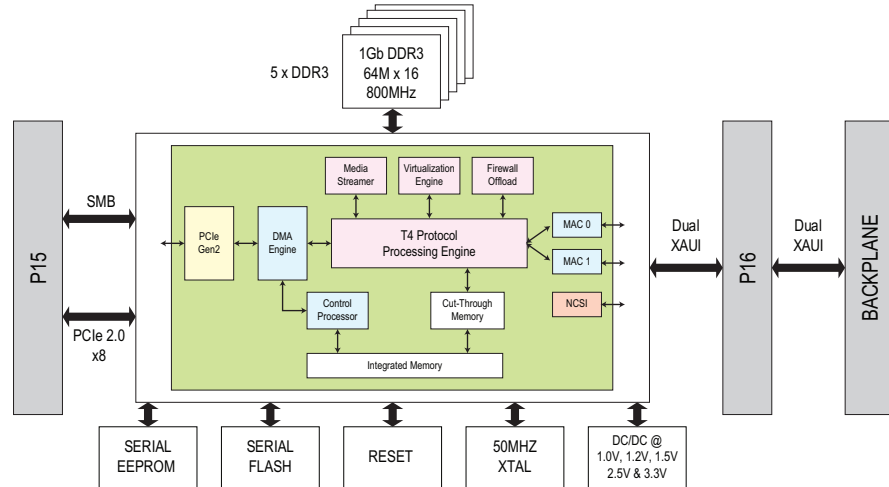 5 x DDR3
1Gb DDR3
64M x 16
800MHz
P15
SMB
PCIe 2.0
x8
Media
Streamer
Virtualization
Engine
Firewall
Offload
PCIe
Gen2
DMA
Engine
T4 Protocol
Processing Engine
MAC 0
MAC 1
NCSI
Control
Processor
Cut-Through
Memory
Integrated Memory
Dual
XAUI
P16
Dual
XAUI
BACKPLANE
SERIAL
EEPROM
SERIAL
FLASH
RESET
50MHZ
XTAL
DC/DC @
1.0V, 1.2V, 1.5V
2.5V & 3.3V